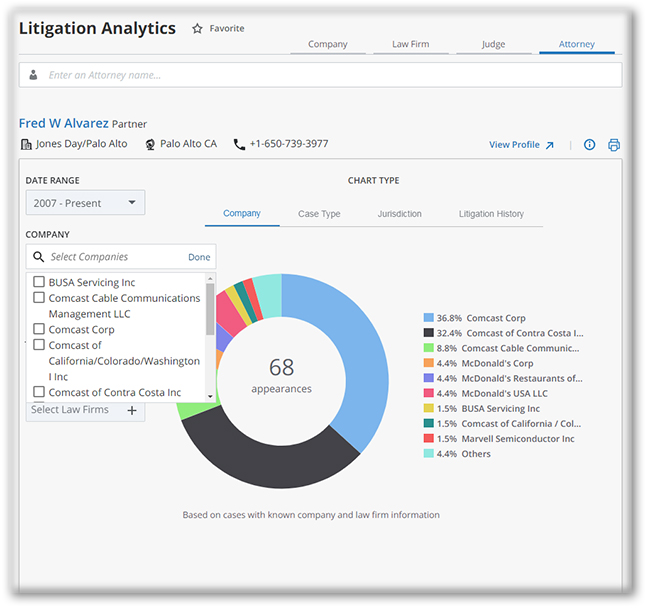 Litigation Analytics
Favorite
Company
Law Firm
Judge
Attorney
Enter an Attorney name...
Fred W Alvarez Partner
Jones Day/Palo Alto
Palo Alto CA
+1-650-739-3977
View Profile
DATE RANGE
2007 - Present
COMPANY
Select Companies
Done
BUSA Servicing Inc
Comcast Cable Communications
Management LLC
Comcast Corp
Comcast of
California/Colorado/Washington
I Inc
Comcast of Contra Costa Inc
Select Law Firms +
CHART TYPE
Company
Case Type
Jurisdiction
Litigation History
68
appearances
36.8% Comcast Corp
32.4% Comcast of Contra Costa I...
8.8% Comcast Cable Communic...
4.4% McDonald's Corp
4.4% McDonald's Restaurants of...
4.4% McDonald's USA LLC
1.5% BUSA Servicing Inc
1.5% Comcast of California / Col...
1.5% Marvell Semiconductor Inc
4.4% Others
Based on cases with known company and law firm information